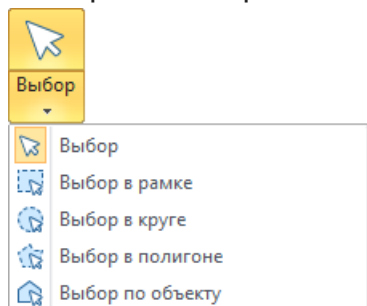 Выбор
Выбор
Выбор в рамке
Выбор в круге
Выбор в полигоне
Выбор по объекту